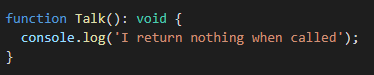 function Talk(): void {
  console.log('I return nothing when called');
}